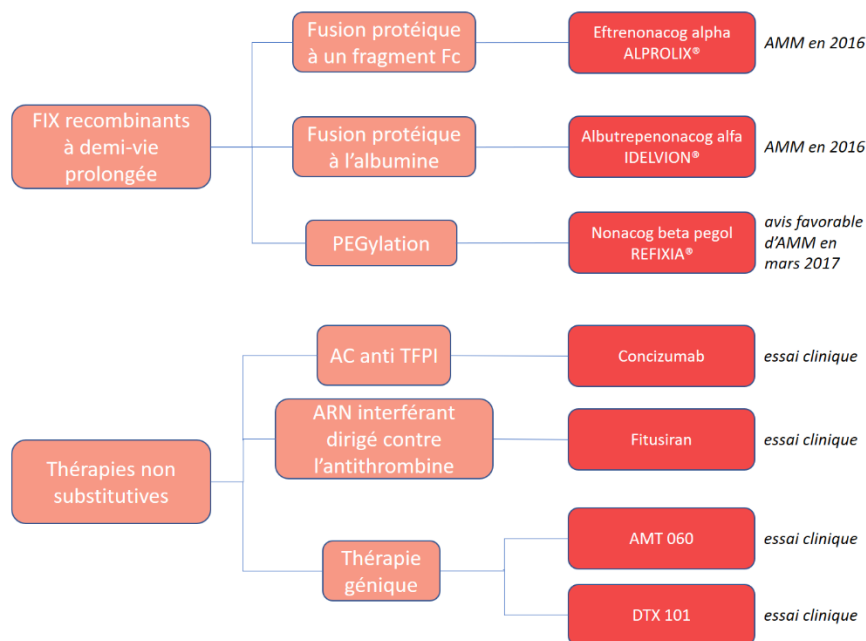 FIX recombinants
à demi-vie
prolongée
Fusion protéique
à un fragment Fc
Eftrenonacog alpha
ALPROLIX®
AMM en 2016
Fusion protéique
à l'albumine
Albutrepenonacog alfa
IDELVION®
AMM en 2016
PEGylation
Nonacog beta pegol
REFIXIA®
avis favorable
d'AMM en
mars 2017
Thérapies non
substitutives
AC anti TFPI
Concizumab
essai clinique
ARN interférant
dirigé contre
l'antithrombine
Fitusiran
essai clinique
Thérapie
génique
AMT 060
essai clinique
DTX 101
essai clinique